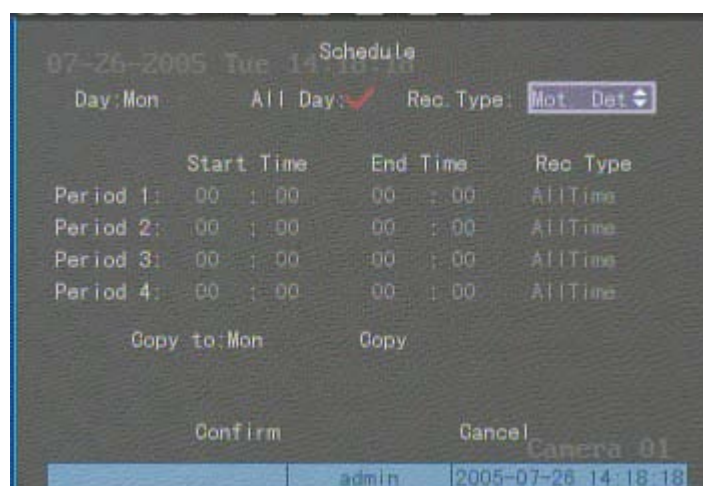 Schedule
07-26-2005 Tue 14:18:18
Day:Mon All Day: Rec.Type: Mot Det
Start Time End Time Rec Type
Period 1: 00 : 00 00 : 00 AllTime
Period 2: 00 : 00 00 : 00 AllTime
Period 3: 00 : 00 00 : 00 AllTime
Period 4: 00 : 00 00 : 00 AllTime
Copy to:Mon Copy
Confirm Cancel
Camera 01
admin 2005-07-26 14:18:18